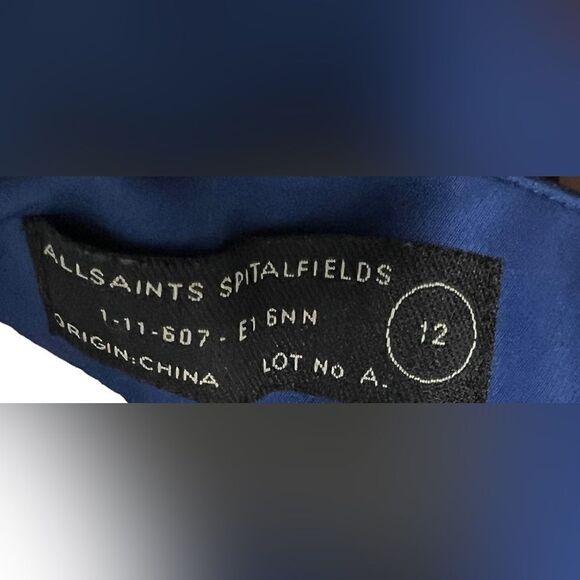 ALLSAINTS SPITALFIELDS
1-11-607 - E1 6NN
ORIGIN:CHINA LOT No A.
12